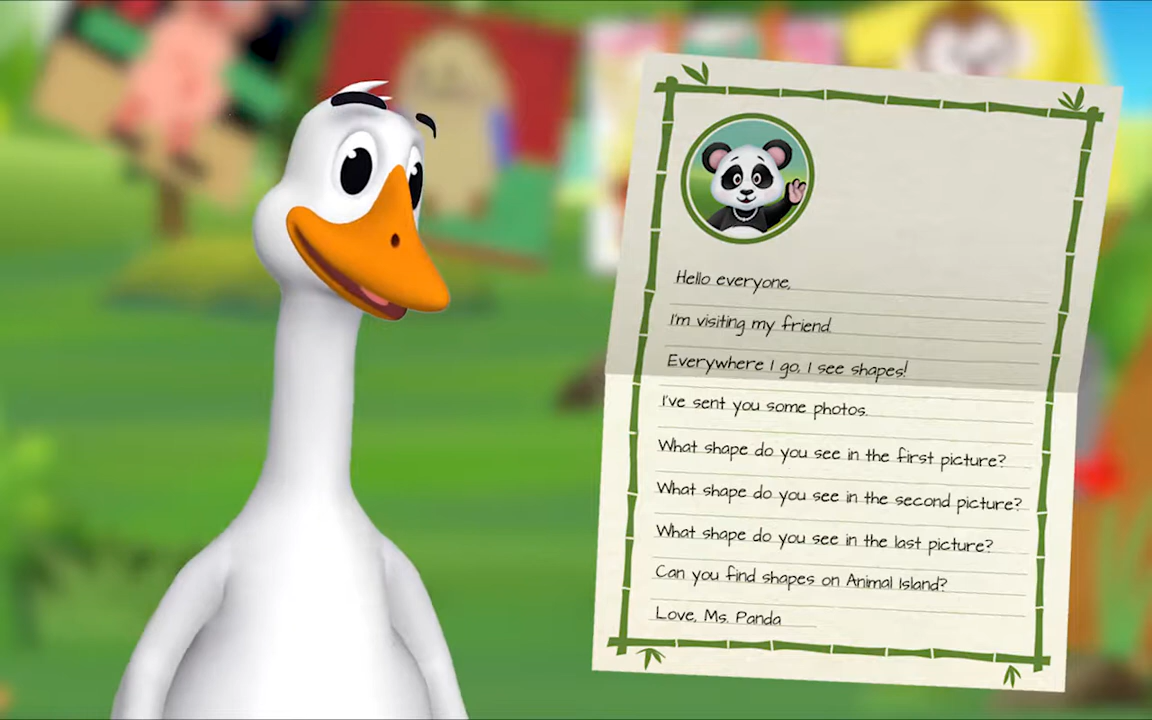 Hello everyone,
I'm visiting my friend.
Everywhere I go, I see shapes!
I've sent you some photos.
What shape do you see in the first picture?
What shape do you see in the second picture?
What shape do you see in the last picture?
Can you find shapes on Animal Island?
Love, Ms. Panda